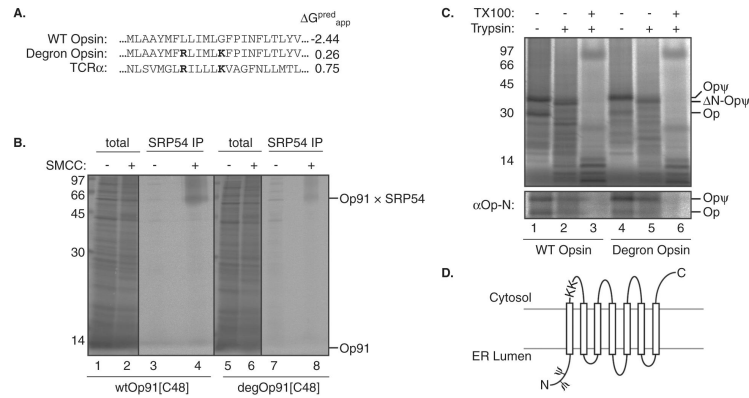 A.
ΔG^pred_app
WT Opsin: …MLAAYMFLLIMLGFPINFLTLYV… -2.44
Degron Opsin: …MLAAYMFRLIMLKFPINFLTLYV… 0.26
TCRα: …NLSVMGLRILLLKVAGFNLLMTL… 0.75
B.
total SRP54 IP total SRP54 IP
SMCC: - + - + - + - +
97
66
45
30
14
Op91 × SRP54
Op91
1 2 3 4 5 6 7 8
wtOp91[C48] degOp91[C48]
C.
TX100: - - + - - +
Trypsin: - + + - + +
97
66
45
30
14
Opψ
ΔN-Opψ
Op
αOp-N:
Opψ
Op
1 2 3 4 5 6
WT Opsin Degron Opsin
D.
Cytosol
ER Lumen
KK
C
N
ψ